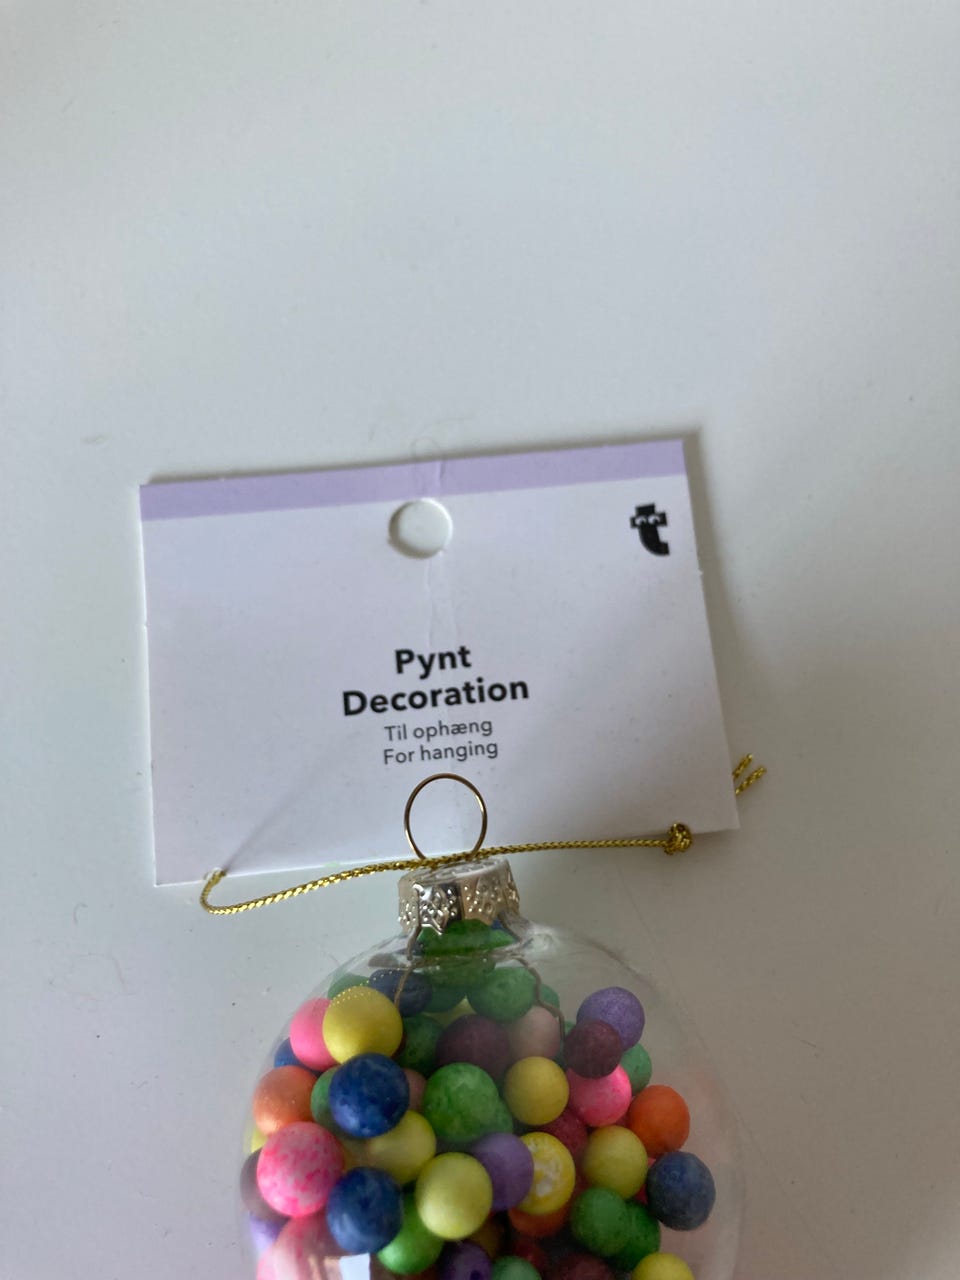 Pynt
Decoration
Til ophæng
For hanging